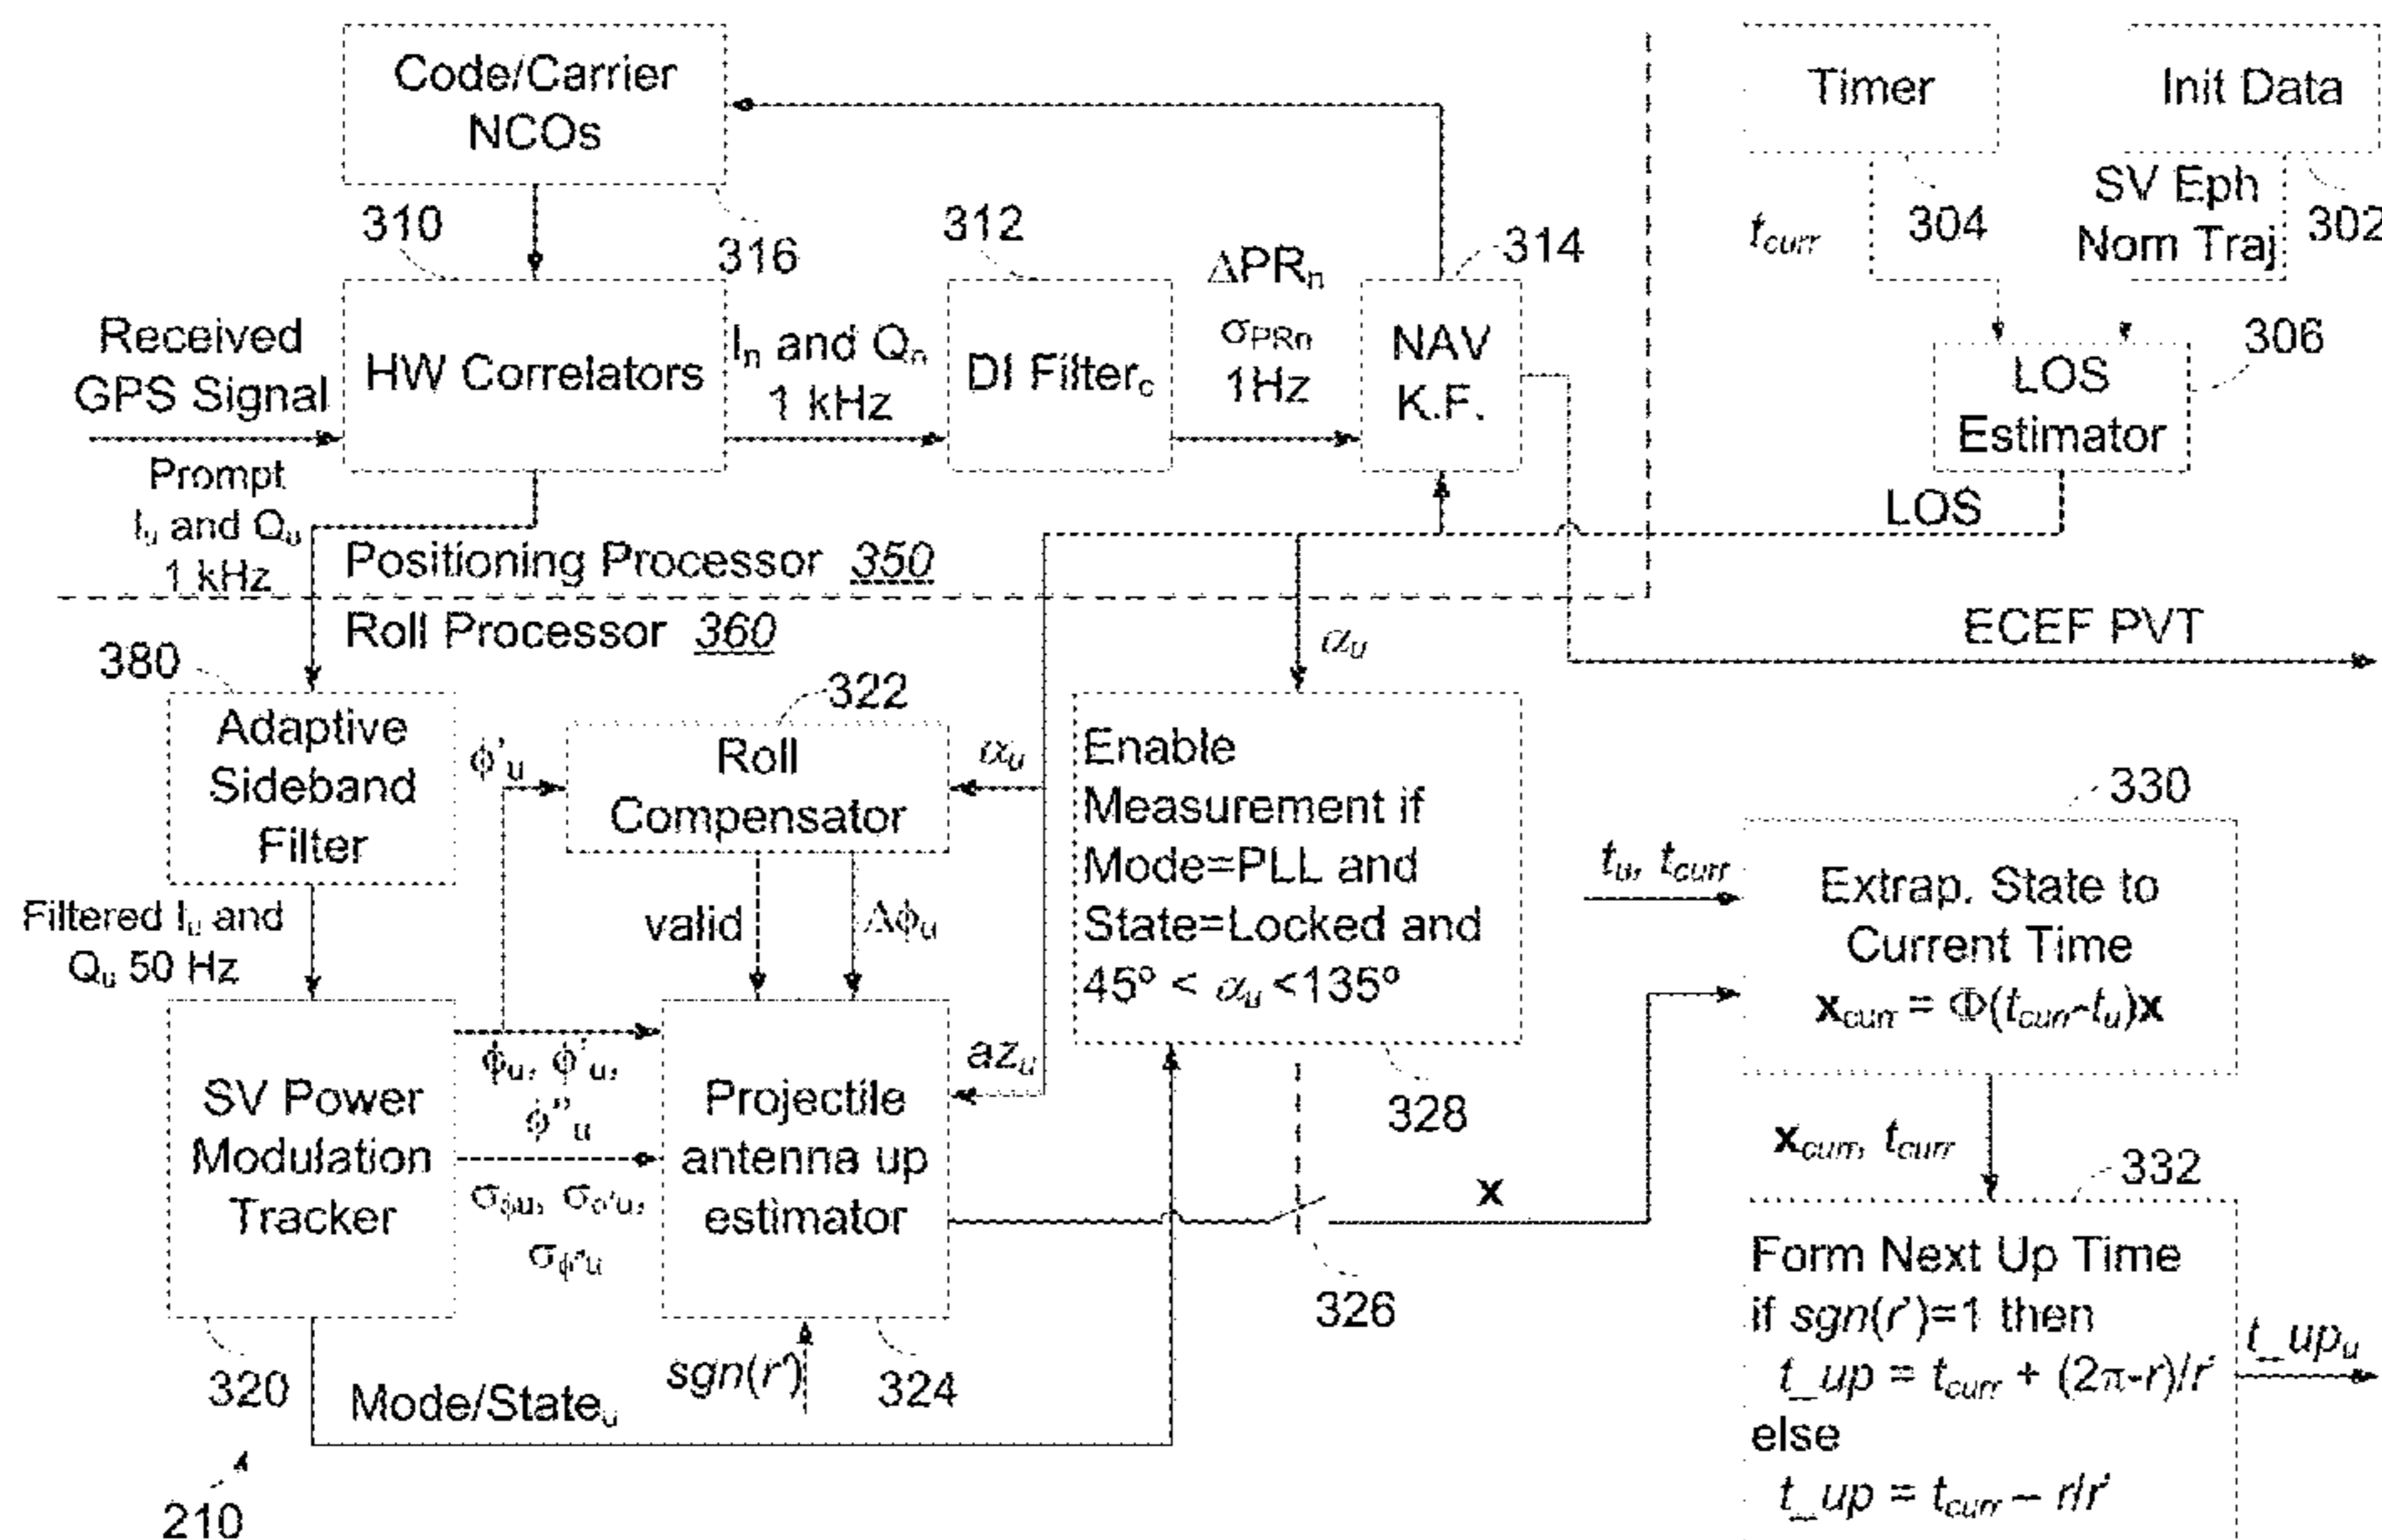 Code/Carrier
NCOs
316
Timer
304
t_curr
Init Data
302
SV Eph
Nom Traj
310
HW Correlators
Received
GPS Signal
Prompt
I_u and Q_u
1 kHz
I_n and Q_n
1 kHz
312
DI Filter_c
ΔPR_n
σ_PRn
1Hz
314
NAV
K.F.
306
LOS
Estimator
LOS
Positioning Processor 350
Roll Processor 360
ECEF PVT
380
Adaptive
Sideband
Filter
Filtered I_u and
Q_u 50 Hz
ϕ'_u
322
Roll
Compensator
α_u
valid
Δϕ_u
α_u
Enable
Measurement if
Mode=PLL and
State=Locked and
45º < α_u <135º
328
t_u, t_curr
330
Extrap. State to
Current Time
x_curr = Φ(t_curr-t_u)x
SV Power
Modulation
Tracker
320
ϕ_u, ϕ'_u,
ϕ''_u
σ_ϕu, σ_ϕ'u,
σ_ϕ''u
Projectile
antenna up
estimator
324
az_u
sgn(r')
Mode/State_u
326
x
x_curr, t_curr
332
Form Next Up Time
if sgn(r')=1 then
t_up = t_curr + (2π-r)/r'
else
t_up = t_curr – r/r'
t_up_u
210